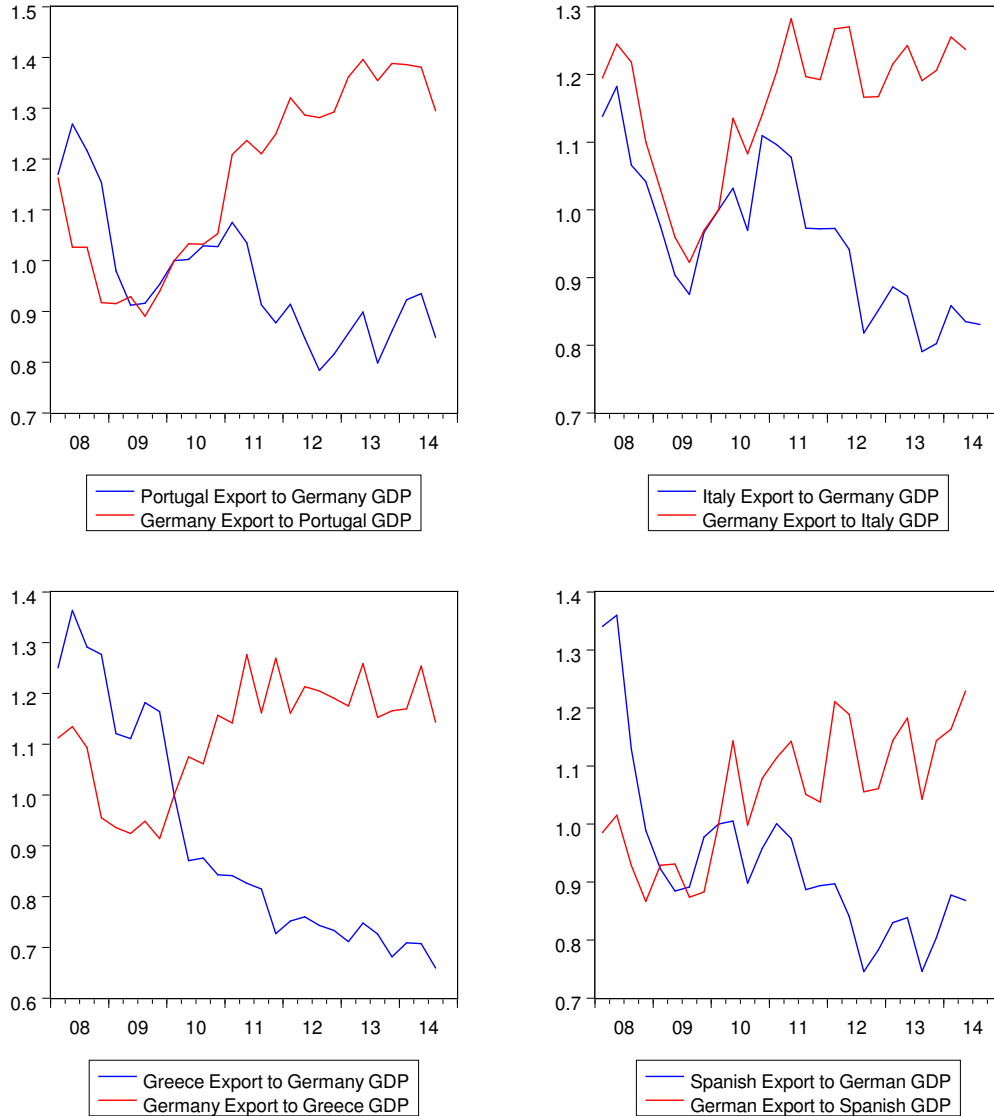 1.5
1.4
1.3
1.2
1.1
1.0
0.9
0.8
0.7
08 09 10 11 12 13 14
Portugal Export to Germany GDP
Germany Export to Portugal GDP
1.3
1.2
1.1
1.0
0.9
0.8
0.7
08 09 10 11 12 13 14
Italy Export to Germany GDP
Germany Export to Italy GDP
1.4
1.3
1.2
1.1
1.0
0.9
0.8
0.7
0.6
08 09 10 11 12 13 14
Greece Export to Germany GDP
Germany Export to Greece GDP
1.4
1.3
1.2
1.1
1.0
0.9
0.8
0.7
08 09 10 11 12 13 14
Spanish Export to German GDP
German Export to Spanish GDP